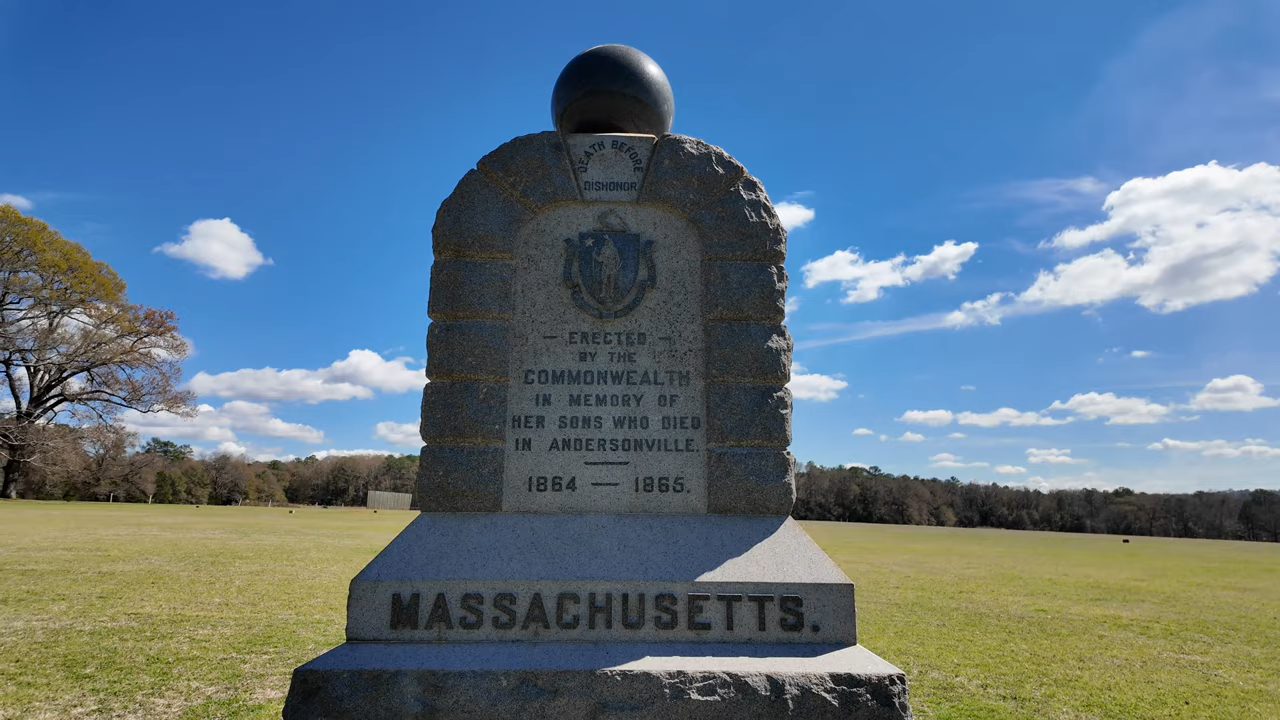 DEATH BEFORE
DISHONOR
— ERECTED —
BY THE
COMMONWEALTH
IN MEMORY OF
HER SONS WHO DIED
IN ANDERSONVILLE.
1864 — 1865.
MASSACHUSETTS.